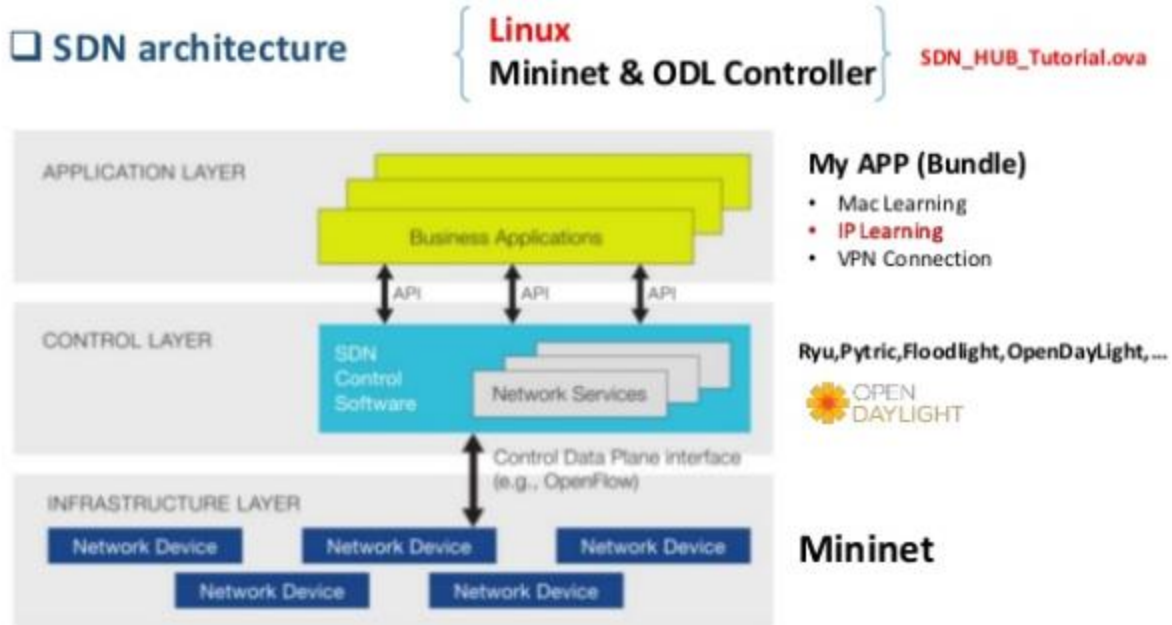 SDN architecture
Linux
Mininet & ODL Controller
SDN_HUB_Tutorial.ova
APPLICATION LAYER
Business Applications
My APP (Bundle)
• Mac Learning
• IP Learning
• VPN Connection
API
API
API
CONTROL LAYER
SDN
Control
Software
Network Services
Ryu,Pytric,Floodlight,OpenDayLight,...
OPEN
DAYLIGHT
Control Data Plane interface
(e.g., OpenFlow)
INFRASTRUCTURE LAYER
Network Device
Network Device
Network Device
Network Device
Network Device
Mininet